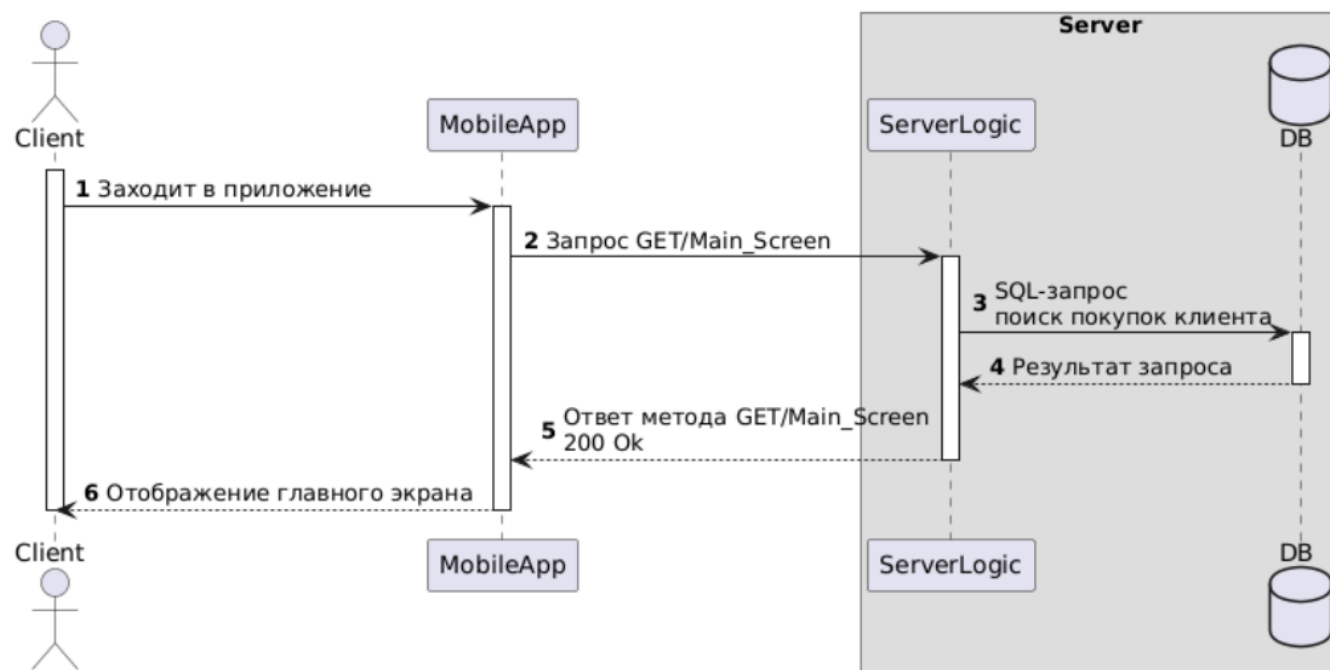 Server
Client
MobileApp
ServerLogic
DB
1 Заходит в приложение
2 Запрос GET/Main_Screen
3 SQL-запрос
поиск покупок клиента
4 Результат запроса
5 Ответ метода GET/Main_Screen
200 Ok
6 Отображение главного экрана
Client
MobileApp
ServerLogic
DB